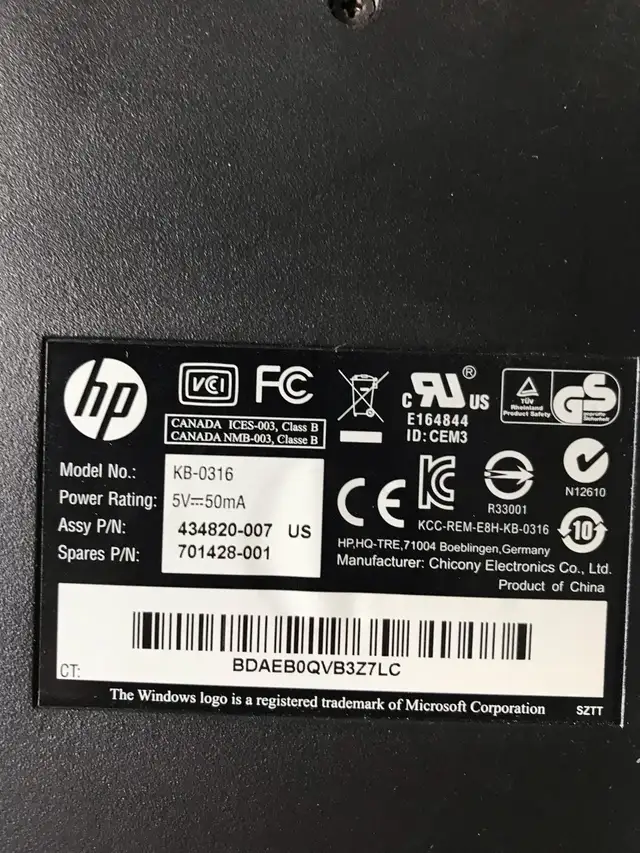 hp
VCI FC
CANADA ICES-003, Class B
CANADA NMB-003, Classe B
C UR ® US
E164844
ID: CEM3
TÜV
Rheinland
Product Safety
GS
geprüfte
Sicherheit
Model No.: KB-0316
Power Rating: 5V⎓50mA
Assy P/N: 434820-007 US
Spares P/N: 701428-001
CE
KCC-REM-E8H-KB-0316
R33001
N12610
10
HP,HQ-TRE,71004 Boeblingen,Germany
Manufacturer: Chicony Electronics Co., Ltd.
Product of China
CT: BDAEB0QVB3Z7LC
The Windows logo is a registered trademark of Microsoft Corporation
SZTT